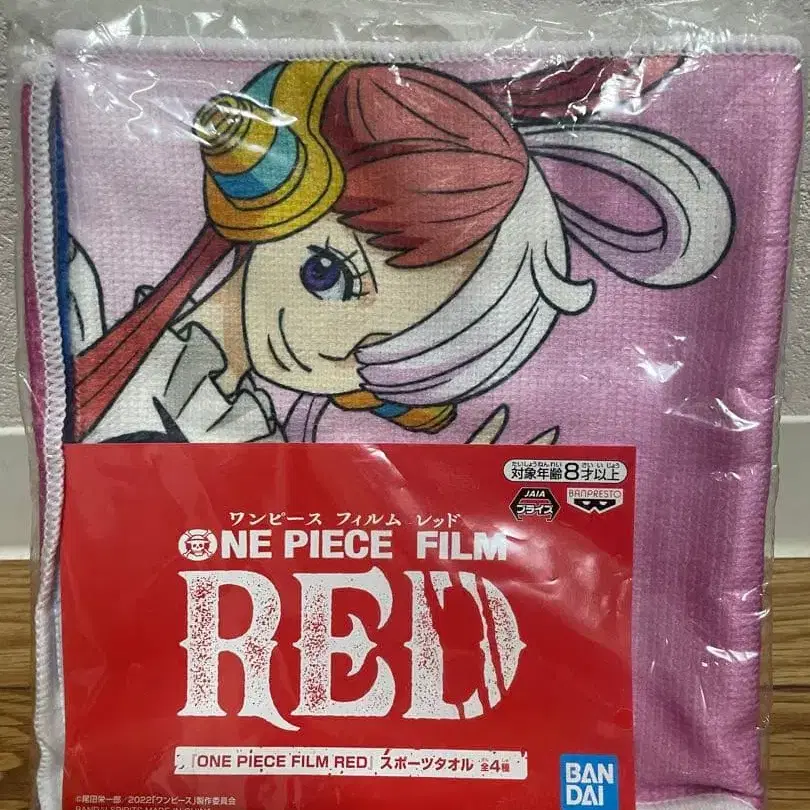 たいしょうねんれい さい いじょう
対象年齢8才以上
JAIA
プライズ
BANPRESTO
ワンピース フィルム レッド
ONE PIECE FILM
RED
『ONE PIECE FILM RED』スポーツタオル 全4種
BAN
DAI
©尾田栄一郎/2022「ワンピース」製作委員会